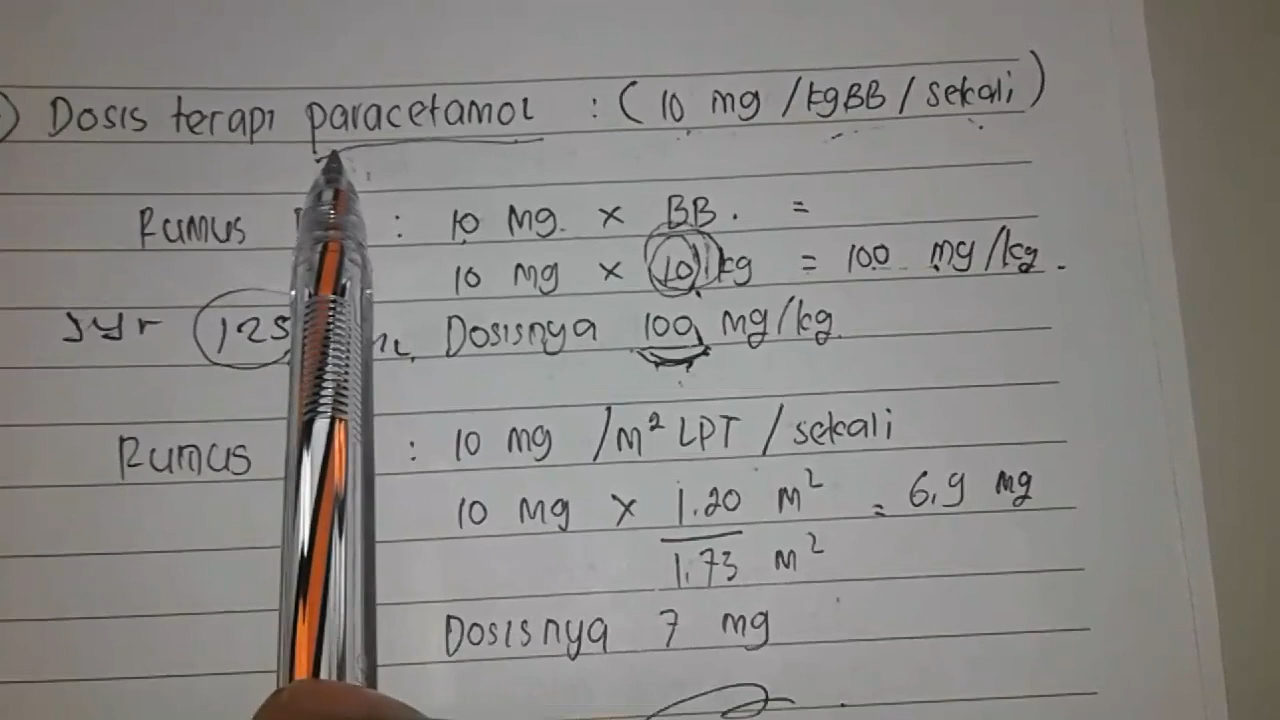 ) Dosis terapi paracetamol : (10 mg /kgBB / sekali)
Rumus : 10 Mg. x BB. =
10 mg x 10 kg = 100 mg/kg.
syr 125 Dosisnya 100 mg/kg.
Rumus : 10 mg /m² LPT / sekali
10 Mg x 1.20 m² = 6,9 mg
1.73 m²
Dosisnya 7 mg